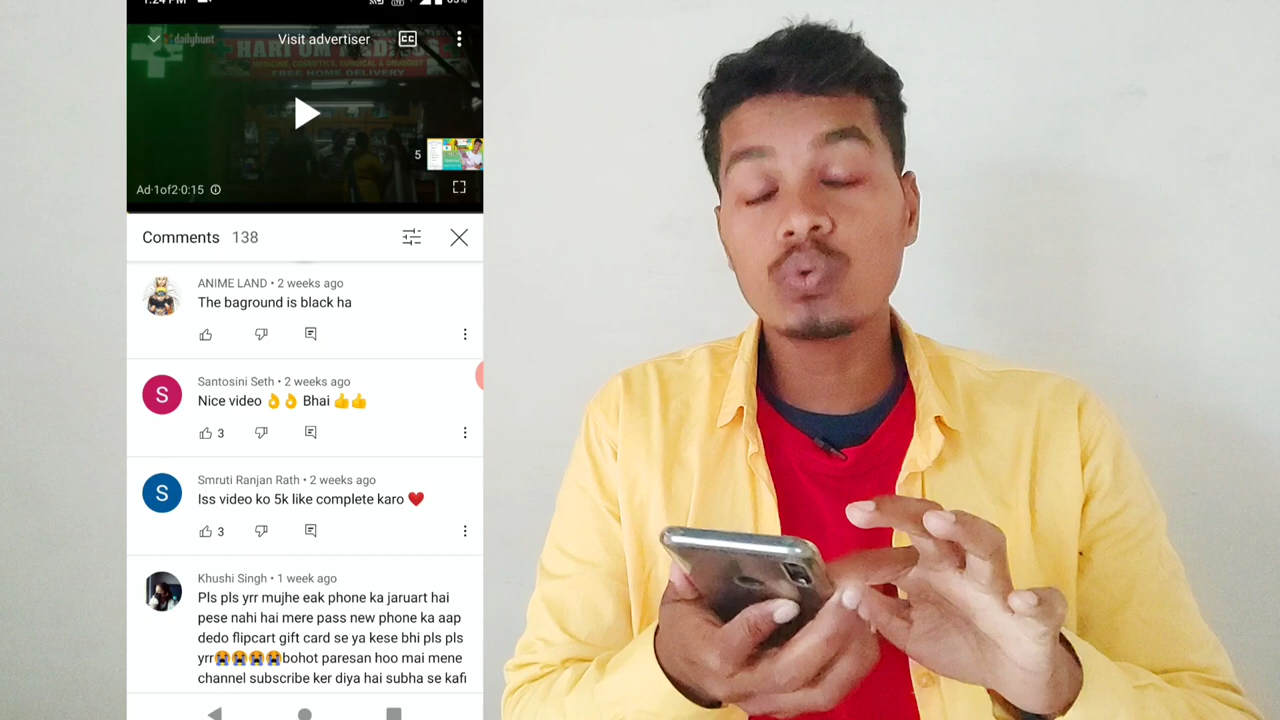 1:24 PM
dailyhunt
Visit advertiser
CC
HARI OM MEDICOS
MEDICINE, COSMETICS, SURGICAL & DRUGGIST
FREE HOME DELIVERY
5
Ad·1of2·0:15
Comments 138
ANIME LAND • 2 weeks ago
The baground is black ha
S
Santosini Seth • 2 weeks ago
Nice video 👌👌 Bhai 👍👍
3
S
Smruti Ranjan Rath • 2 weeks ago
Iss video ko 5k like complete karo ❤️
3
Khushi Singh • 1 week ago
Pls pls yrr mujhe eak phone ka jaruart hai
pese nahi hai mere pass new phone ka aap
dedo flipcart gift card se ya kese bhi pls pls
yrr😭😭😭😭bohot paresan hoo mai mene
channel subscribe ker diya hai subha se kafi